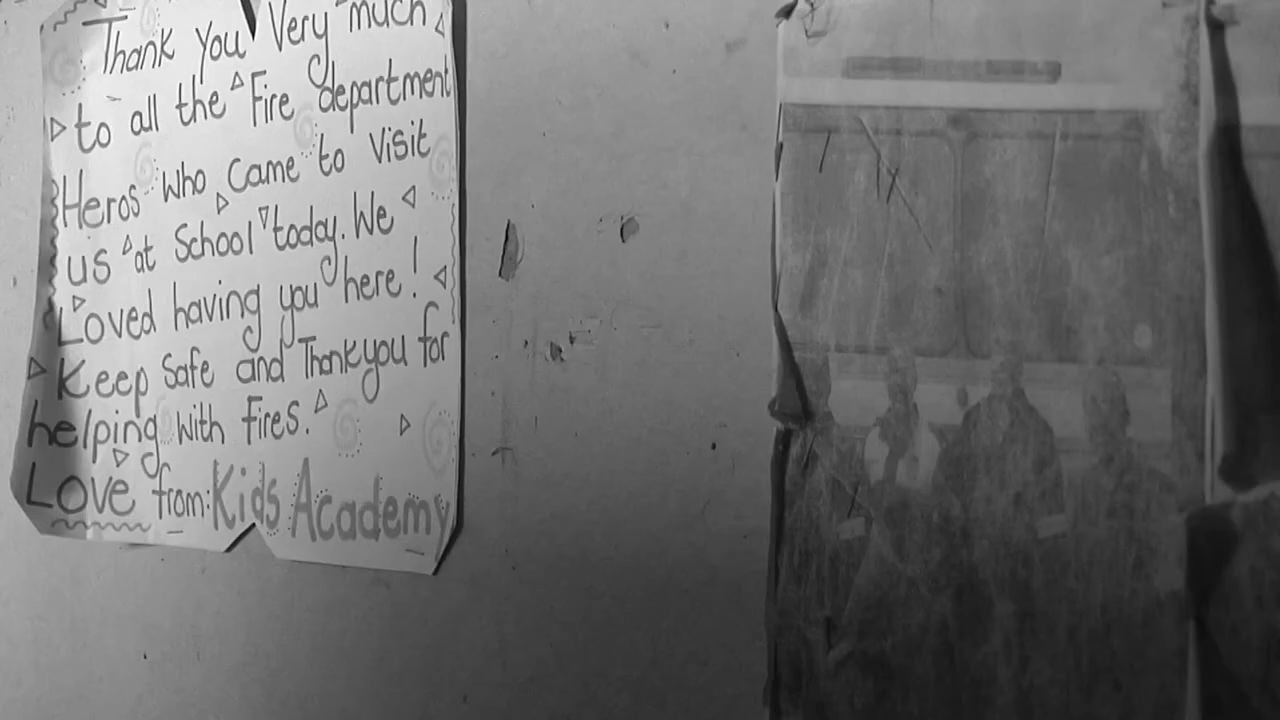 Thank you Very much
to all the Fire department
Heros who came to visit
us at School today. We
Loved having you here!
Keep safe and Thankyou for
helping with fires.
Love from: Kids Academy